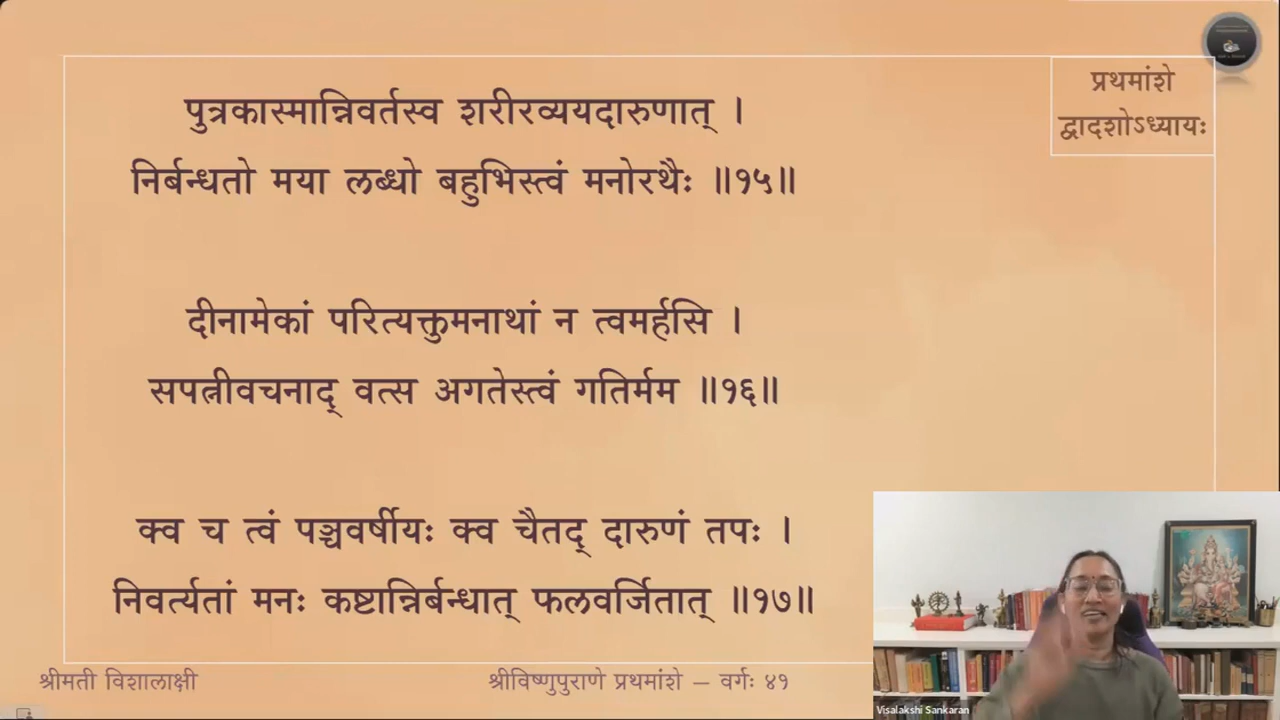 प्रथमांशे
द्वादशोऽध्यायः
पुत्रकास्मान्निवर्तस्व शरीरव्ययदारुणात् ।
निर्बन्धतो मया लब्धो बहुभिस्त्वं मनोरथैः ॥१५॥
दीनामेकां परित्यक्तुमनाथां न त्वमर्हसि ।
सपत्नीवचनाद् वत्स अगतेस्त्वं गतिर्मम ॥१६॥
क्व च त्वं पञ्चवर्षीयः क्व चैतद् दारुणं तपः ।
निवर्त्यतां मनः कष्टान्निर्बन्धात् फलवर्जितात् ॥१७॥
श्रीमती विशालाक्षी
श्रीविष्णुपुराणे प्रथमांशे – वर्गः ४१
Visalakshi Sankaran